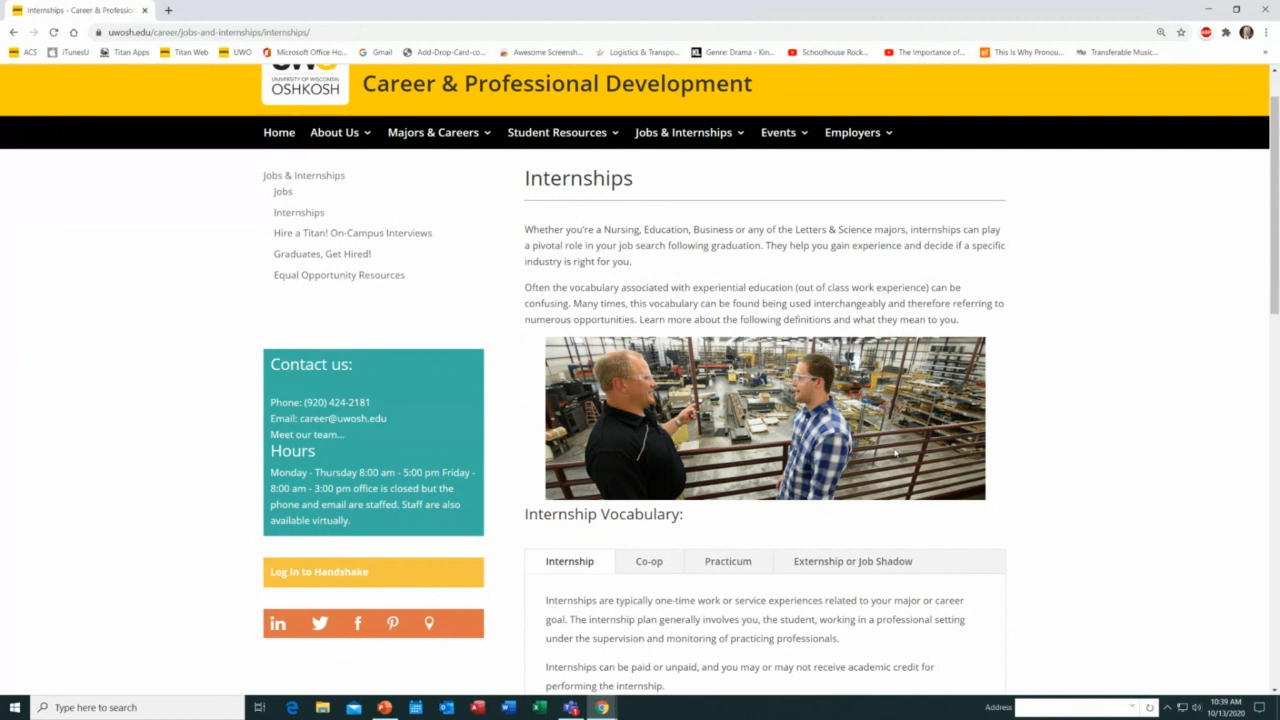 Internships - Career & Profession
uwosh.edu/career/jobs-and-internships/internships/
ACS
iTunesU
Titan Apps
Titan Web
UWO
Microsoft Office Ho...
Gmail
Add-Drop-Card-co...
Awesome Screensh...
Logistics & Transpo...
Genre: Drama - Kin...
Schoolhouse Rock...
The Importance of...
This Is Why Pronou...
Transferable Music...
UNIVERSITY OF WISCONSIN
OSHKOSH
Career & Professional Development
Home
About Us
Majors & Careers
Student Resources
Jobs & Internships
Events
Employers
Jobs & Internships
Jobs
Internships
Hire a Titan! On-Campus Interviews
Graduates, Get Hired!
Equal Opportunity Resources
Contact us:
Phone: (920) 424-2181
Email: career@uwosh.edu
Meet our team...
Hours
Monday - Thursday 8:00 am - 5:00 pm Friday -
8:00 am - 3:00 pm office is closed but the
phone and email are staffed. Staff are also
available virtually.
Log in to Handshake
Internships
Whether you're a Nursing, Education, Business or any of the Letters & Science majors, internships can play
a pivotal role in your job search following graduation. They help you gain experience and decide if a specific
industry is right for you.
Often the vocabulary associated with experiential education (out of class work experience) can be
confusing. Many times, this vocabulary can be found being used interchangeably and therefore referring to
numerous opportunities. Learn more about the following definitions and what they mean to you.
Internship Vocabulary:
Internship
Co-op
Practicum
Externship or Job Shadow
Internships are typically one-time work or service experiences related to your major or career
goal. The internship plan generally involves you, the student, working in a professional setting
under the supervision and monitoring of practicing professionals.
Internships can be paid or unpaid, and you may or may not receive academic credit for
performing the internship.
Type here to search
Address
10:39 AM
10/13/2020